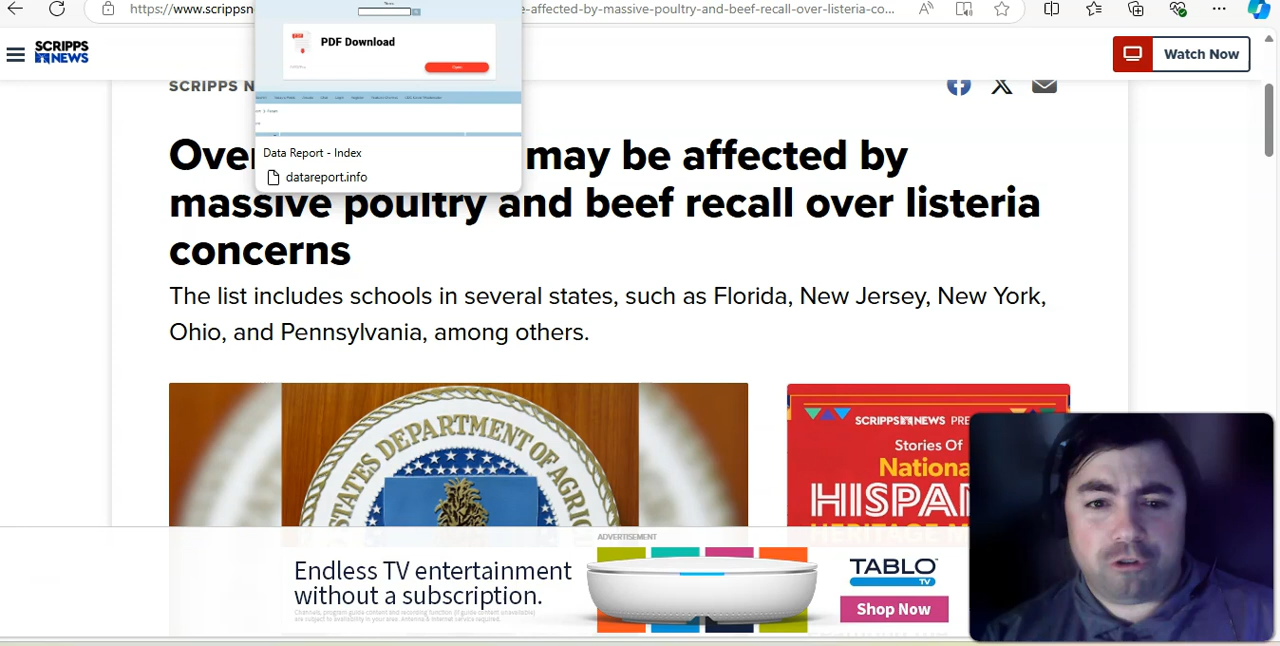 https://www.scrippsn
e-affected-by-massive-poultry-and-beef-recall-over-listeria-co...
PDF Download
Open
Data Report - Index
datareport.info
SCRIPPS
NEWS
Watch Now
SCRIPPS N
Ove may be affected by
massive poultry and beef recall over listeria
concerns
The list includes schools in several states, such as Florida, New Jersey, New York,
Ohio, and Pennsylvania, among others.
STATES DEPARTMENT OF AGRIC
SCRIPPS NEWS PRE
Stories Of
Nationa
HISPAN
HERITAGE M
ADVERTISEMENT
Endless TV entertainment
without a subscription.
TABLO
TV
Shop Now